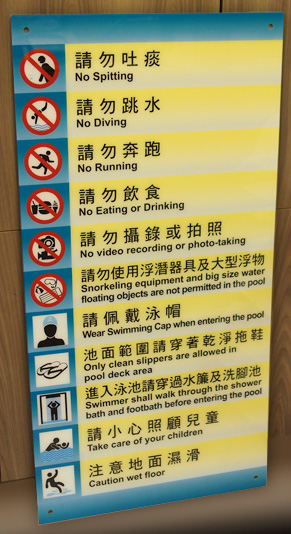 請勿吐痰
No Spitting
請勿跳水
No Diving
請勿奔跑
No Running
請勿飲食
No Eating or Drinking
請勿攝錄或拍照
No video recording or photo-taking
請勿使用浮潛器具及大型浮物
Snorkeling equipment and big size water
floating objects are not permitted in the pool
請佩戴泳帽
Wear Swimming Cap when entering the pool
池面範圍請穿著乾淨拖鞋
Only clean slippers are allowed in
pool deck area
進入泳池請穿過水簾及洗腳池
Swimmer shall walk through the shower
bath and footbath before entering the pool
請小心照顧兒童
Take care of your children
注意地面濕滑
Caution wet floor